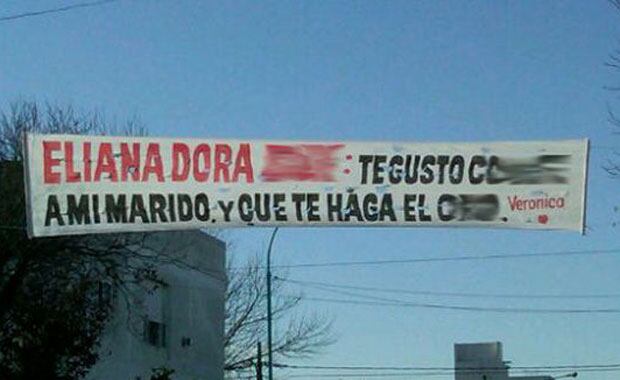 ELIANA DORA : TE GUSTO
A MI MARIDO. Y QUE TE HAGA EL . Veronica